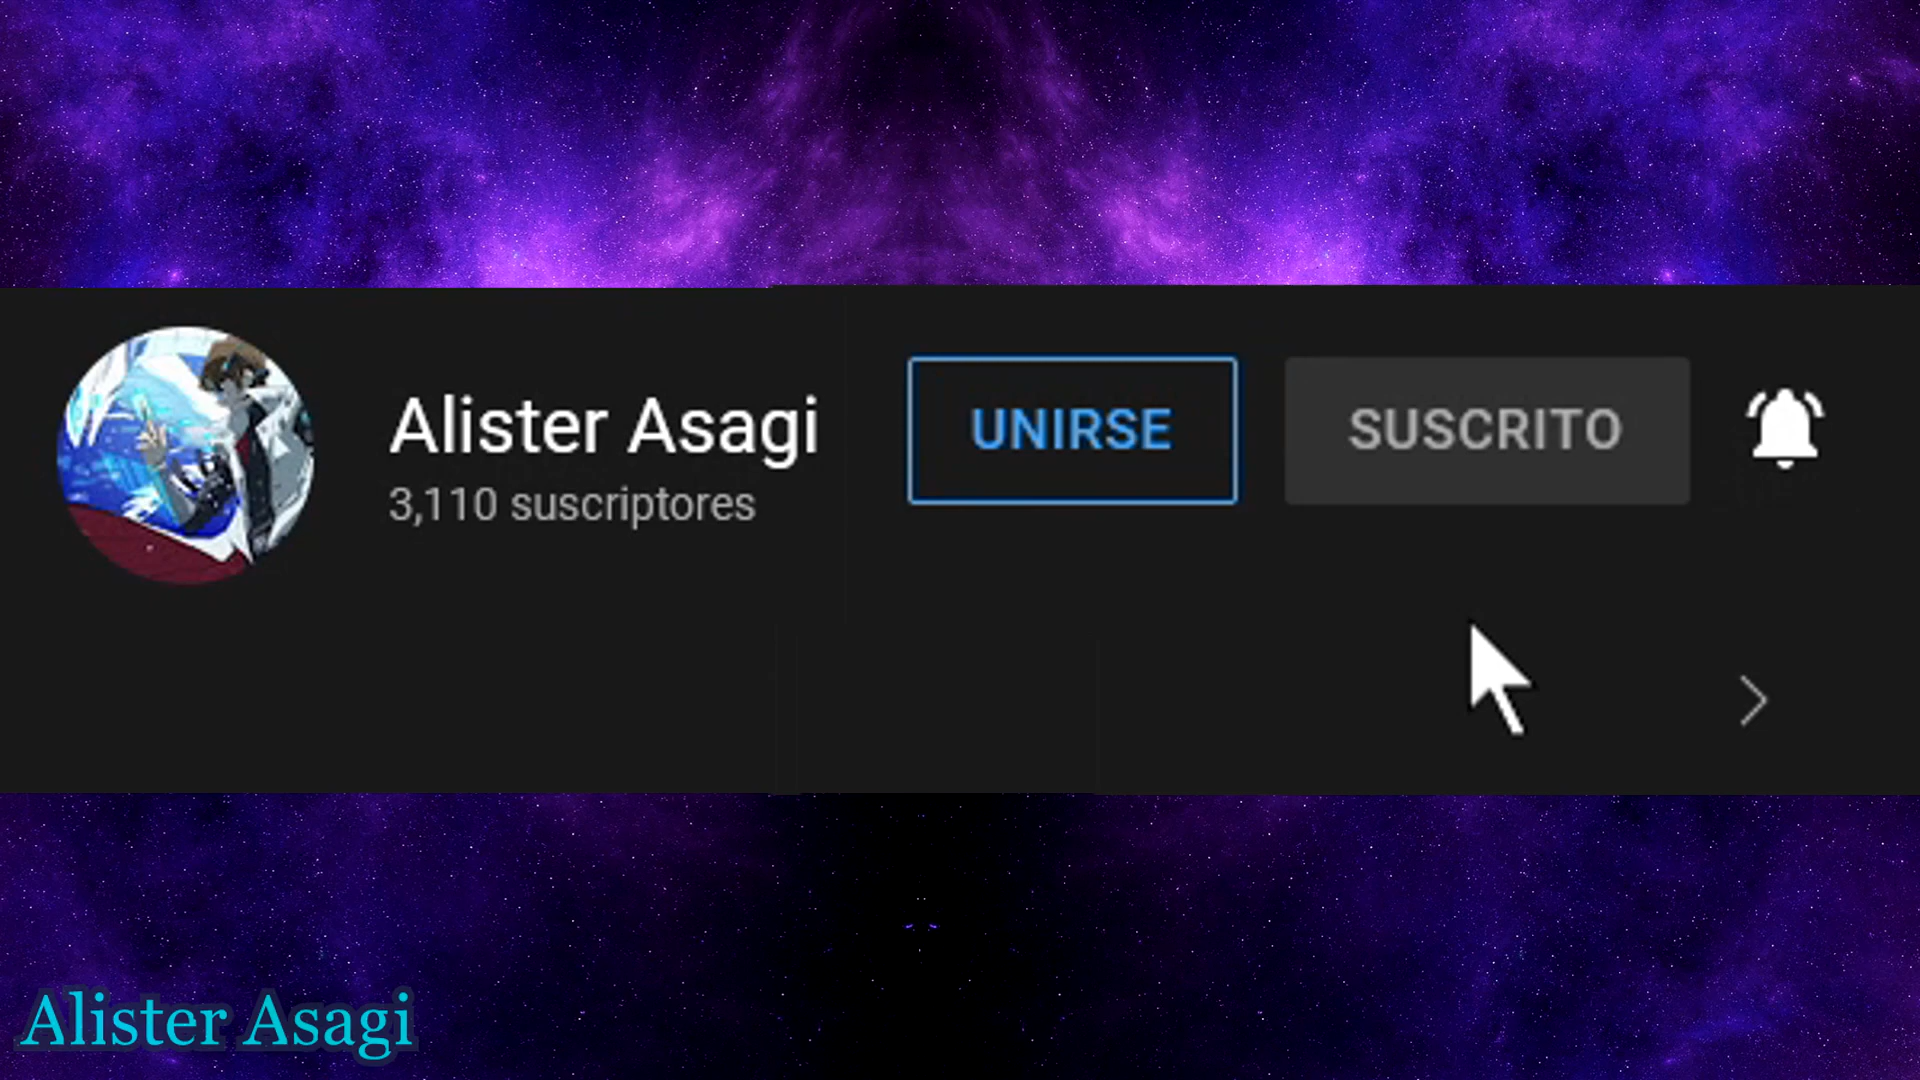 Alister Asagi
3,110 suscriptores
UNIRSE
SUSCRITO
Alister Asagi